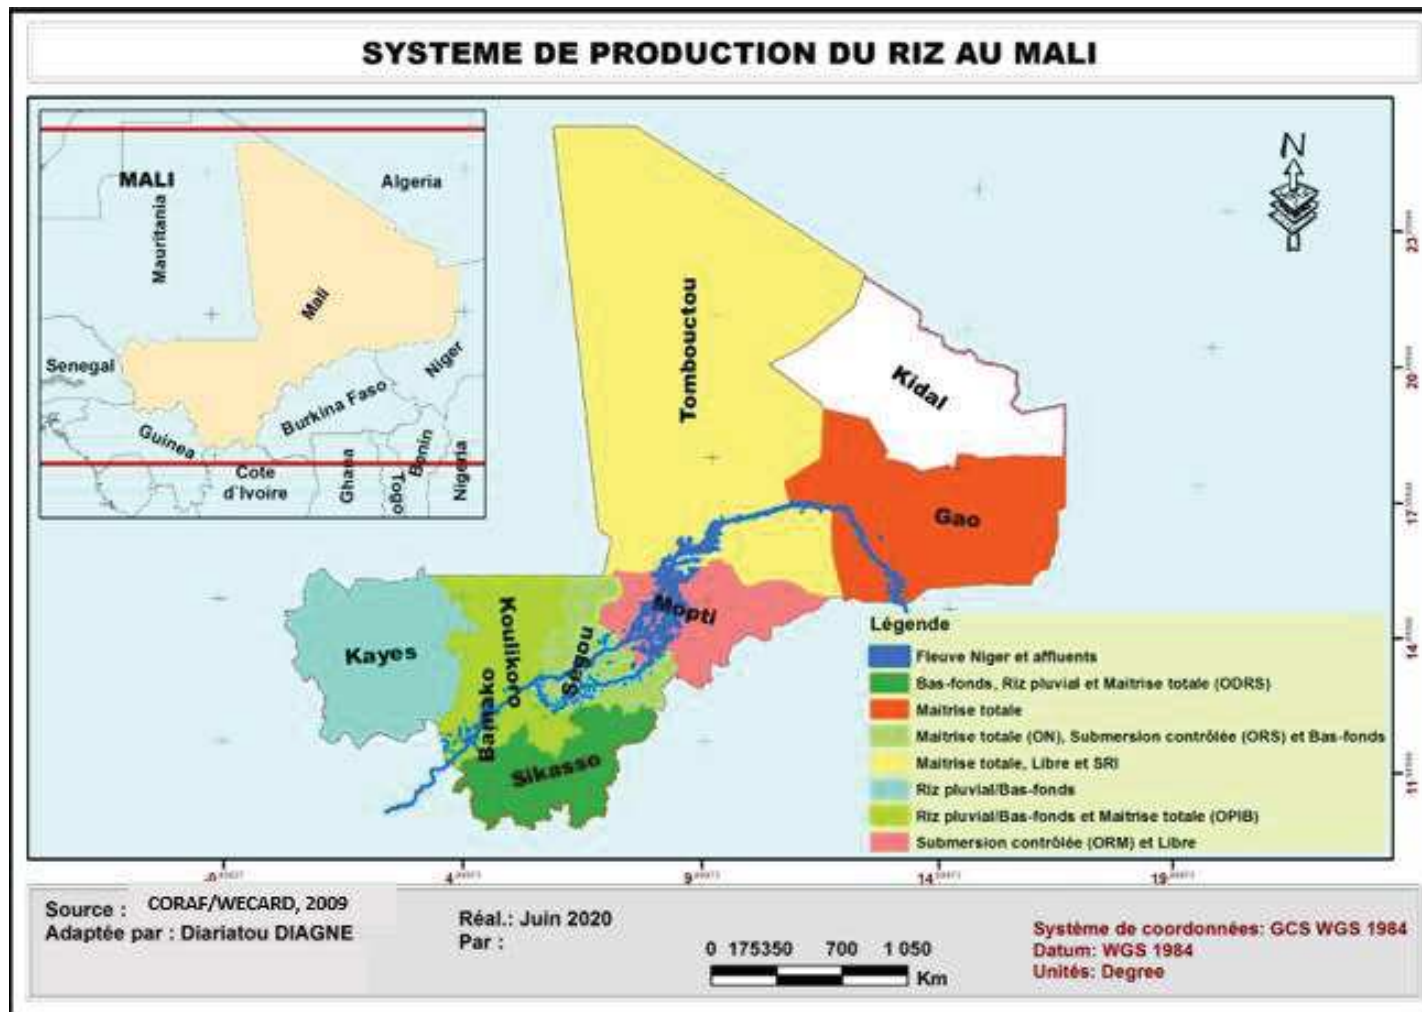 SYSTEME DE PRODUCTION DU RIZ AU MALI
MALI
Mauritania
Algeria
Mali
Senegal
Niger
Burkina Faso
Guinea
Cote d'Ivoire
Ghana
Togo
Benin
Nigeria
N
Tombouctou
Kidal
Gao
Mopti
Ségou
Koulikoro
Bamako
Kayes
Sikasso
Légende
Fleuve Niger et affluents
Bas-fonds, Riz pluvial et Maitrise totale (ODRS)
Maitrise totale
Maitrise totale (ON), Submersion contrôlée (ORS) et Bas-fonds
Maitrise totale, Libre et SRI
Riz pluvial/Bas-fonds
Riz pluvial/Bas-fonds et Maitrise totale (OPIB)
Submersion contrôlée (ORM) et Libre
Source : CORAF/WECARD, 2009
Adaptée par : Diariatou DIAGNE
Réal.: Juin 2020
Par :
0 175350 700 1 050
Km
Système de coordonnées: GCS WGS 1984
Datum: WGS 1984
Unités: Degree